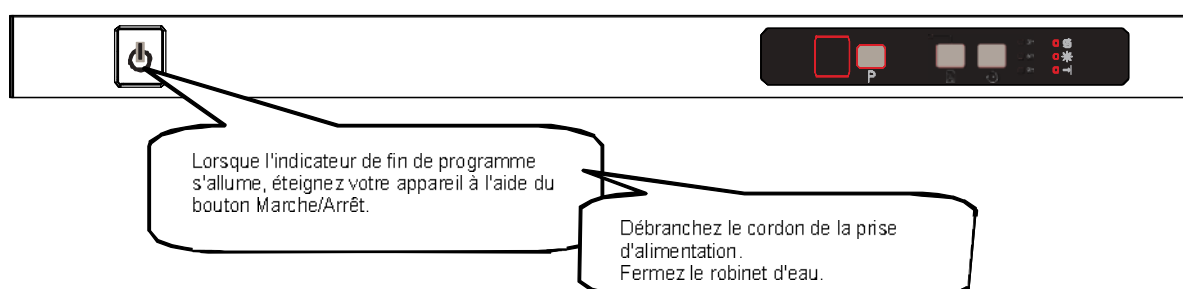 P
Lorsque l'indicateur de fin de programme
s'allume, éteignez votre appareil à l'aide du
bouton Marche/Arrêt.
Débranchez le cordon de la prise
d'alimentation.
Fermez le robinet d'eau.